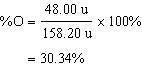 %O = 48.00 u / 158.20 u x 100%
= 30.34%